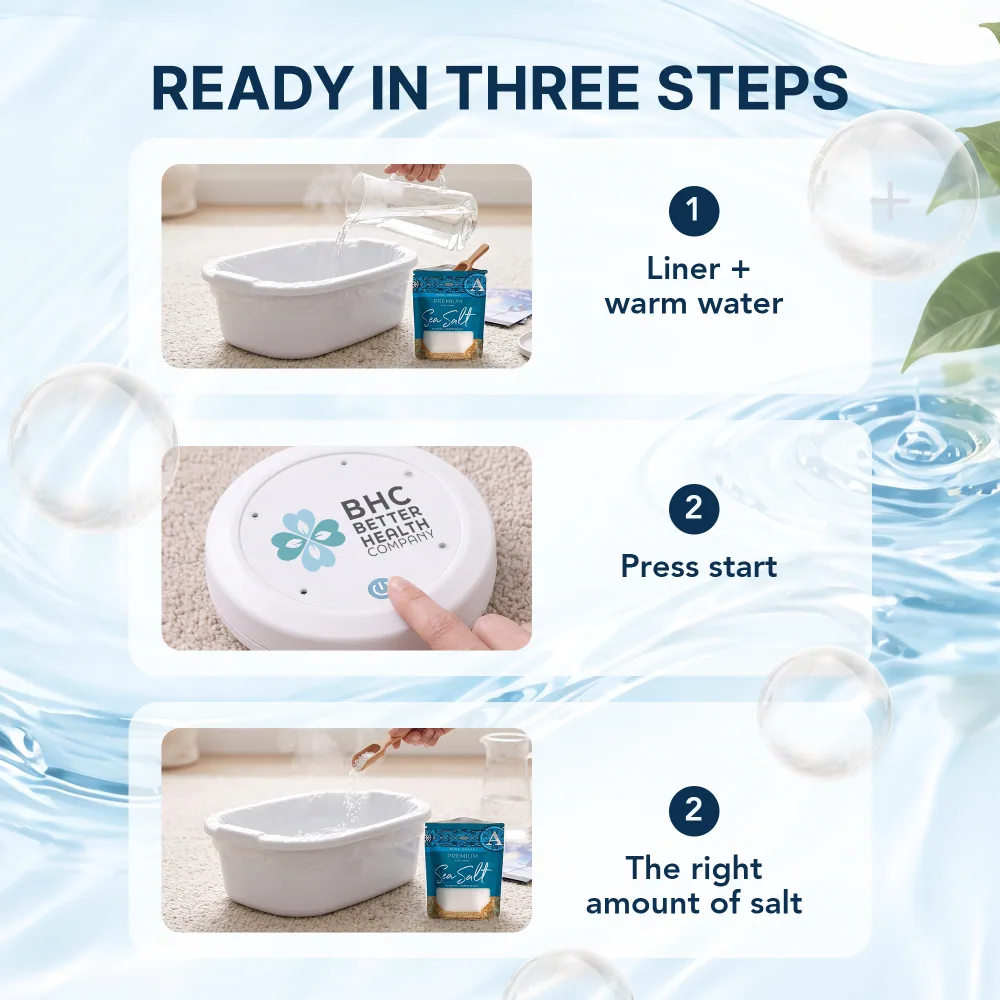 READY IN THREE STEPS
A
PREMIUM
Sea Salt
1
Liner +
warm water
BHC
BETTER
HEALTH
COMPANY
2
Press start
A
PREMIUM
Sea Salt
2
The right
amount of salt